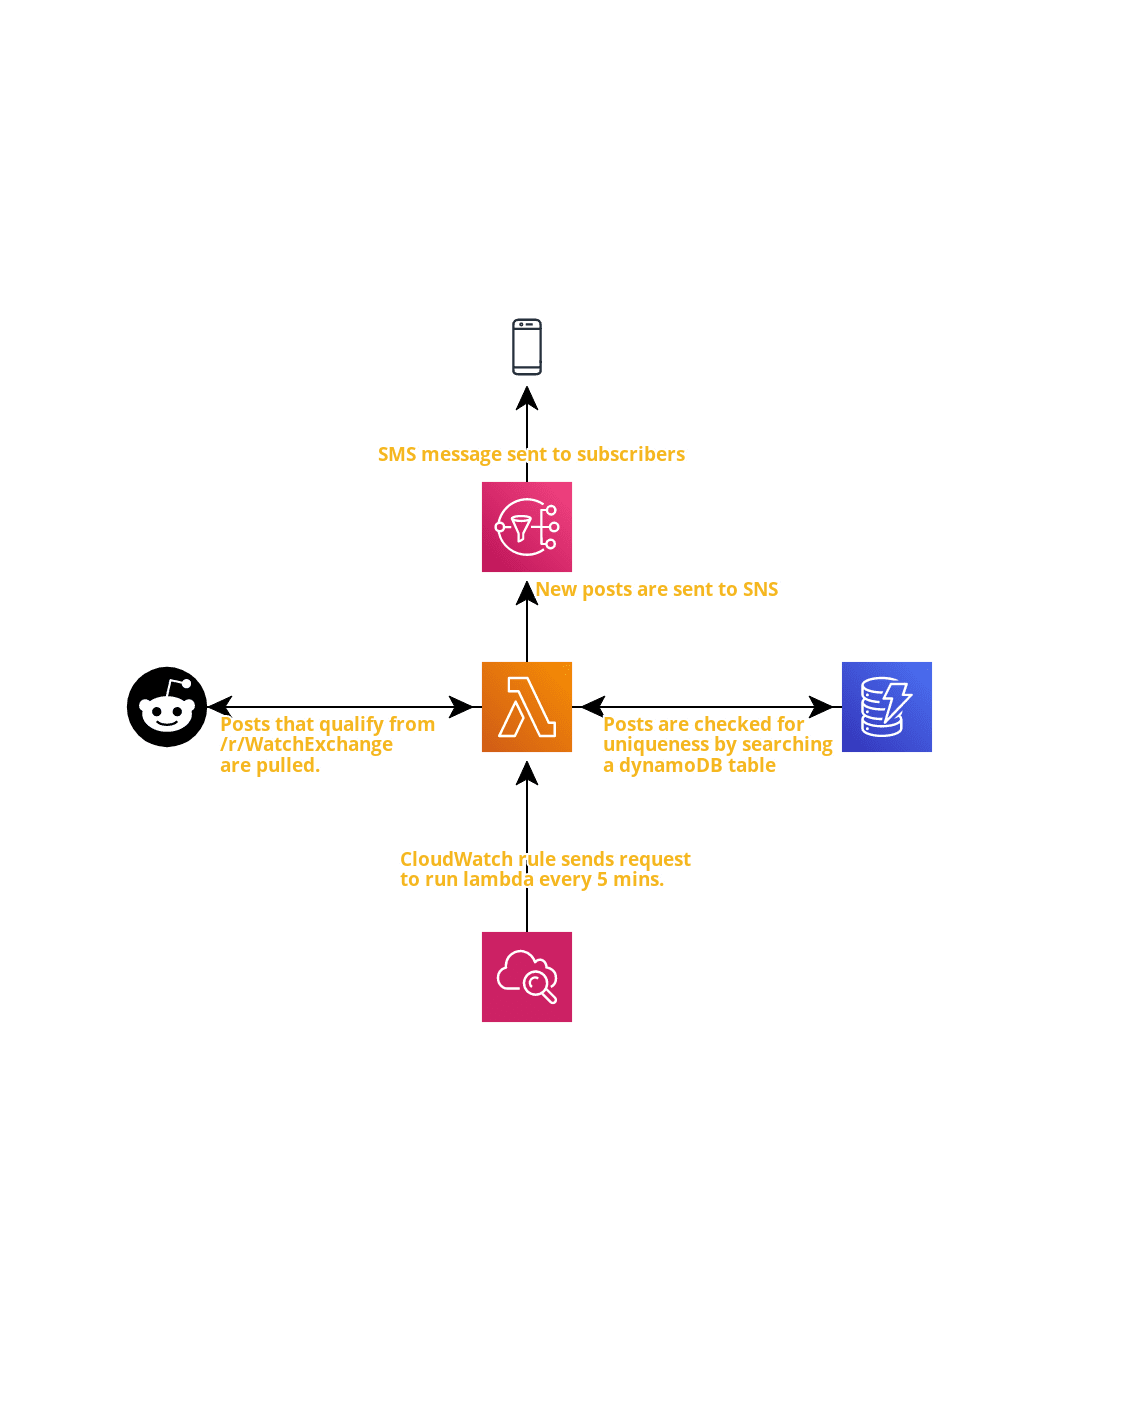 SMS message sent to subscribers
New posts are sent to SNS
Posts that qualify from
/r/WatchExchange
are pulled.
Posts are checked for
uniqueness by searching
a dynamoDB table
CloudWatch rule sends request
to run lambda every 5 mins.